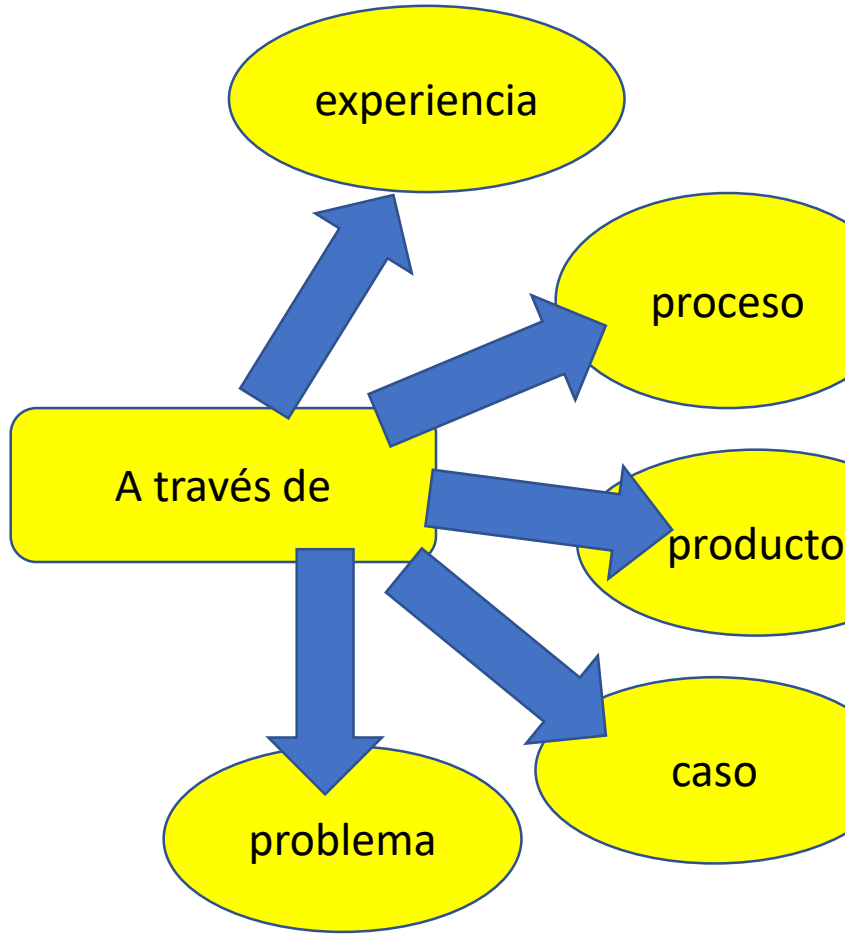 experiencia
proceso
A través de
producto
caso
problema